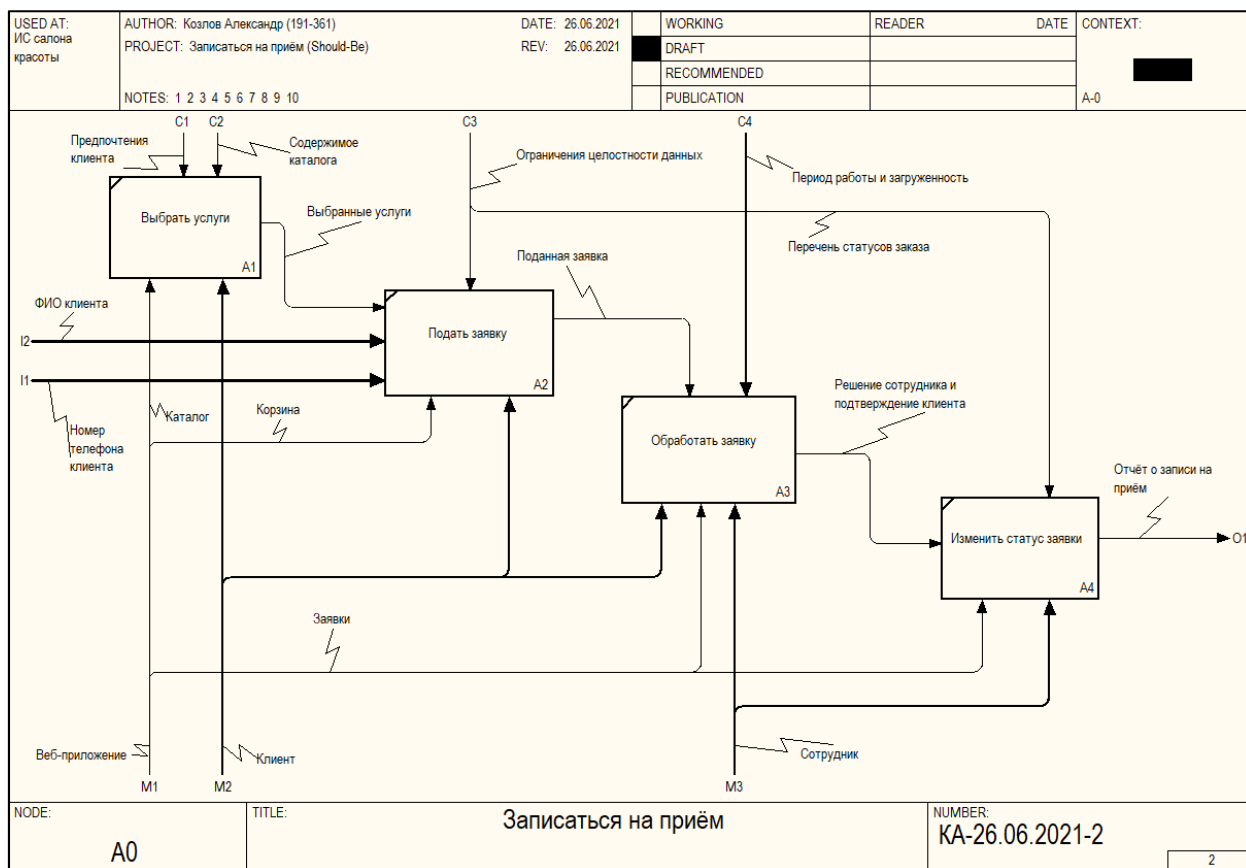 USED AT:
ИС салона
красоты
AUTHOR: Козлов Александр (191-361)
DATE: 26.06.2021
PROJECT: Записаться на приём (Should-Be)
REV: 26.06.2021
NOTES: 1 2 3 4 5 6 7 8 9 10
WORKING
DRAFT
RECOMMENDED
PUBLICATION
READER
DATE
CONTEXT:
A-0
C1
C2
C3
C4
Предпочтения
клиента
Содержимое
каталога
Ограничения целостности данных
Период работы и загруженность
Выбрать услуги
A1
Выбранные услуги
Перечень статусов заказа
Поданная заявка
ФИО клиента
I2
Подать заявку
A2
I1
Номер
телефона
клиента
Каталог
Корзина
Решение сотрудника и
подтверждение клиента
Обработать заявку
A3
Отчёт о записи на
приём
Изменить статус заявки
A4
O1
Заявки
Веб-приложение
Клиент
Сотрудник
M1
M2
M3
NODE:
A0
TITLE:
Записаться на приём
NUMBER:
КА-26.06.2021-2
2